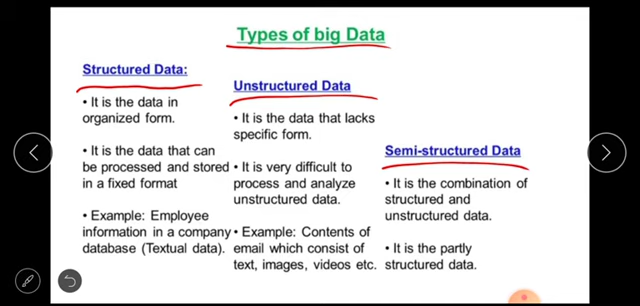 Types of big Data
Structured Data:
• It is the data in
organized form.
• It is the data that can
be processed and stored
in a fixed format
• Example: Employee
information in a company
database (Textual data).
Unstructured Data
• It is the data that lacks
specific form.
• It is very difficult to
process and analyze
unstructured data.
• Example: Contents of
email which consist of
text, images, videos etc.
Semi-structured Data
• It is the combination of
structured and
unstructured data.
• It is the partly
structured data.